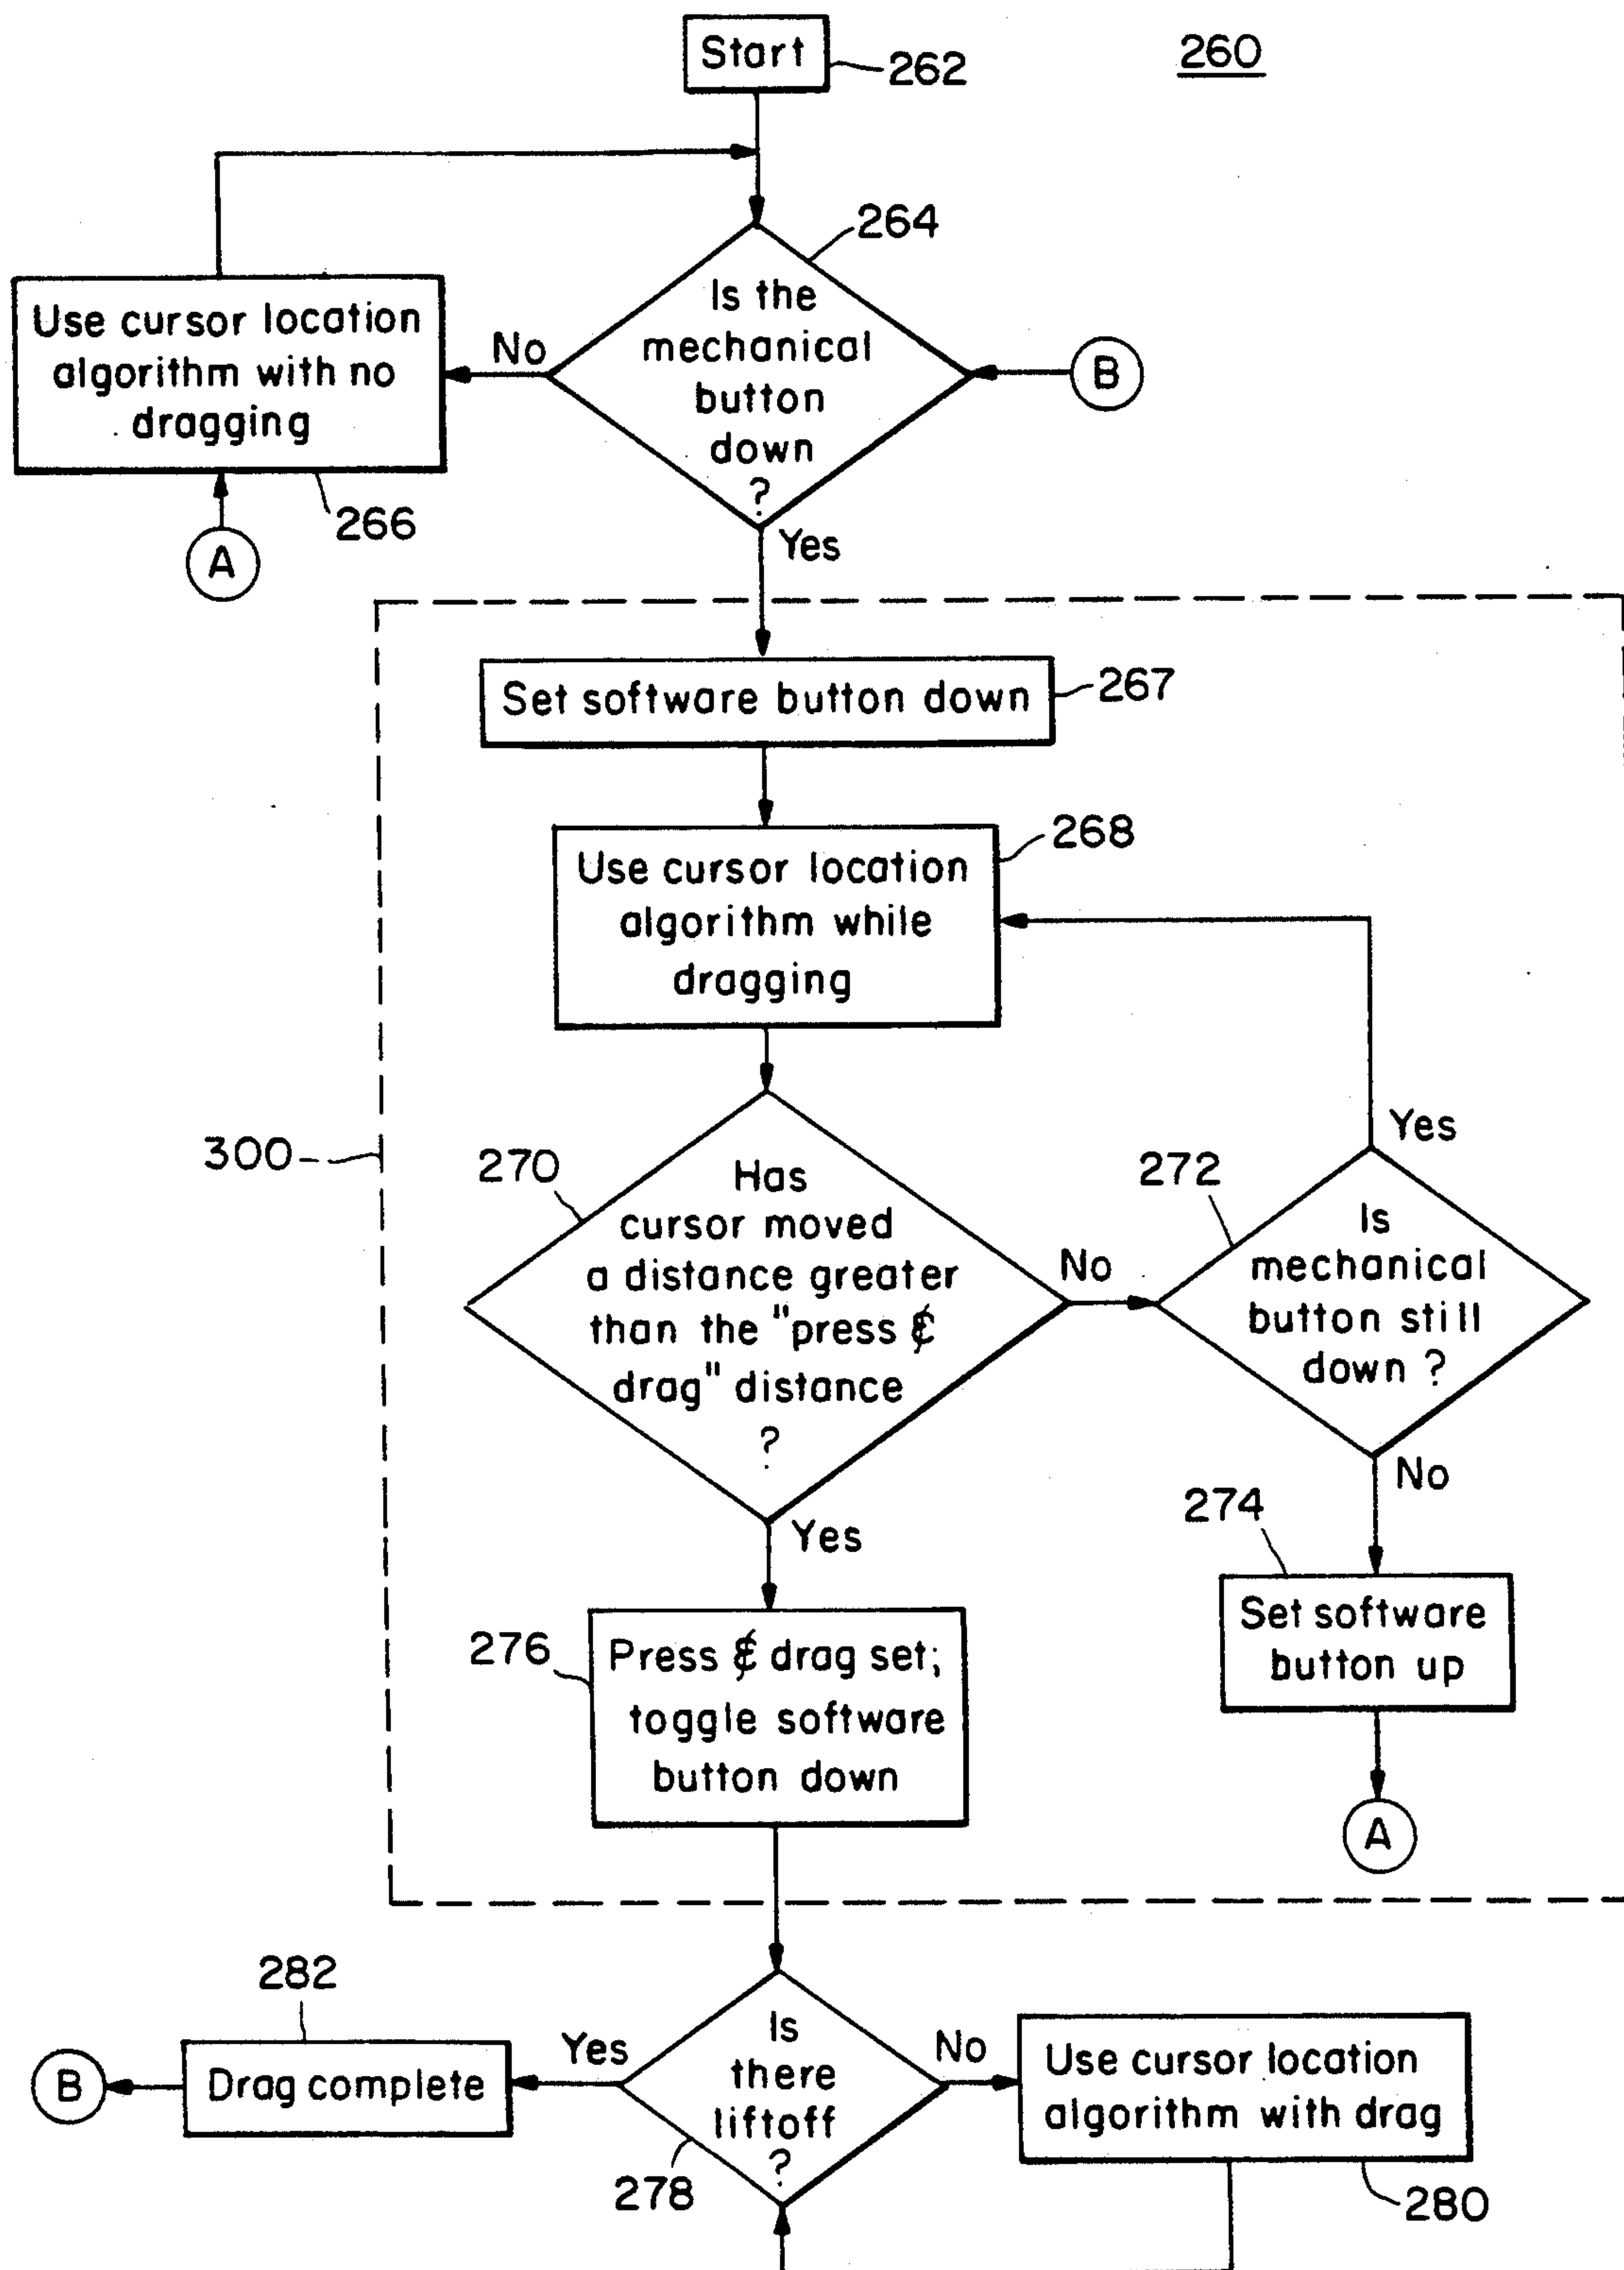 Start
262
260
264
Is the
mechanical
button
down
?
No
Use cursor location
algorithm with no
dragging
266
A
B
Yes
Set software button down
267
268
Use cursor location
algorithm while
dragging
300
270
Has
cursor moved
a distance greater
than the "press &
drag" distance
?
No
272
Yes
Is
mechanical
button still
down ?
No
274
Set software
button up
A
Yes
276
Press & drag set;
toggle software
button down
282
B
Drag complete
Yes
Is
there
liftoff
?
278
No
Use cursor location
algorithm with drag
280